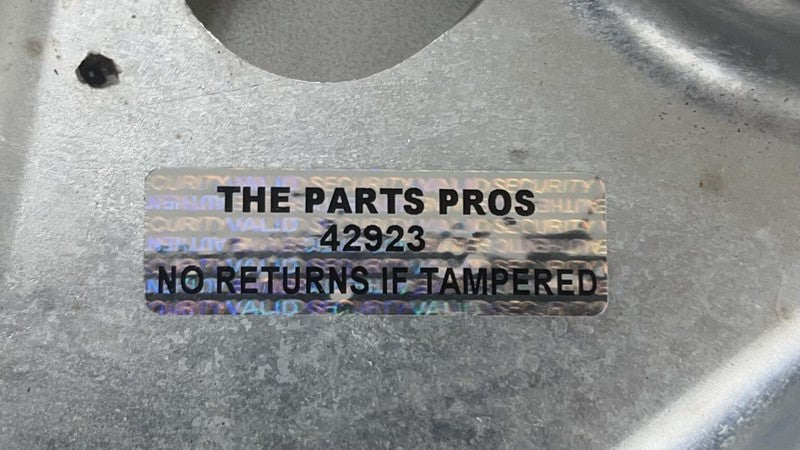 THE PARTS PROS
42923
NO RETURNS IF TAMPERED